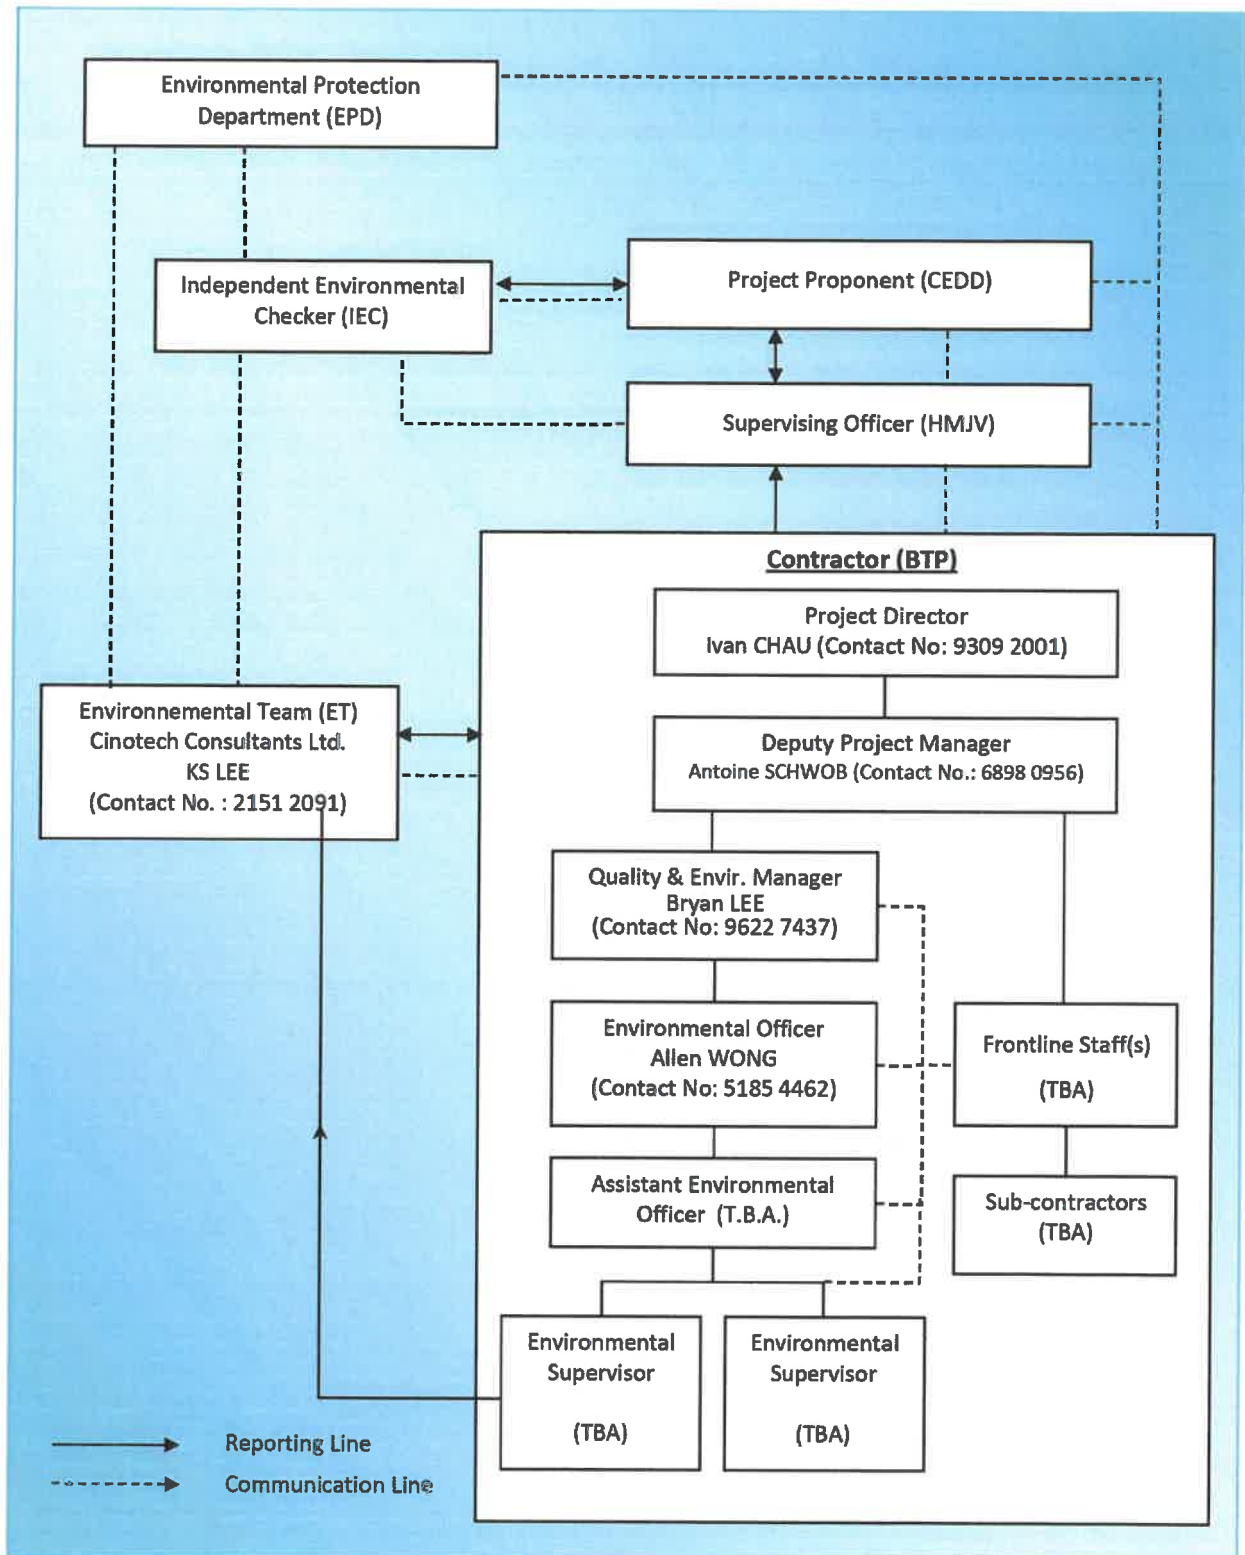 Environmental Protection
Department (EPD)
Independent Environmental
Checker (IEC)
Project Proponent (CEDD)
Supervising Officer (HMJV)
Contractor (BTP)
Project Director
Ivan CHAU (Contact No: 9309 2001)
Environnemental Team (ET)
Cinotech Consultants Ltd.
KS LEE
(Contact No. : 2151 2091)
Deputy Project Manager
Antoine SCHWOB (Contact No.: 6898 0956)
Quality & Envir. Manager
Bryan LEE
(Contact No: 9622 7437)
Environmental Officer
Allen WONG
(Contact No: 5185 4462)
Frontline Staff(s)
(TBA)
Assistant Environmental
Officer (T.B.A.)
Sub-contractors
(TBA)
Environmental
Supervisor
(TBA)
Environmental
Supervisor
(TBA)
Reporting Line
Communication Line